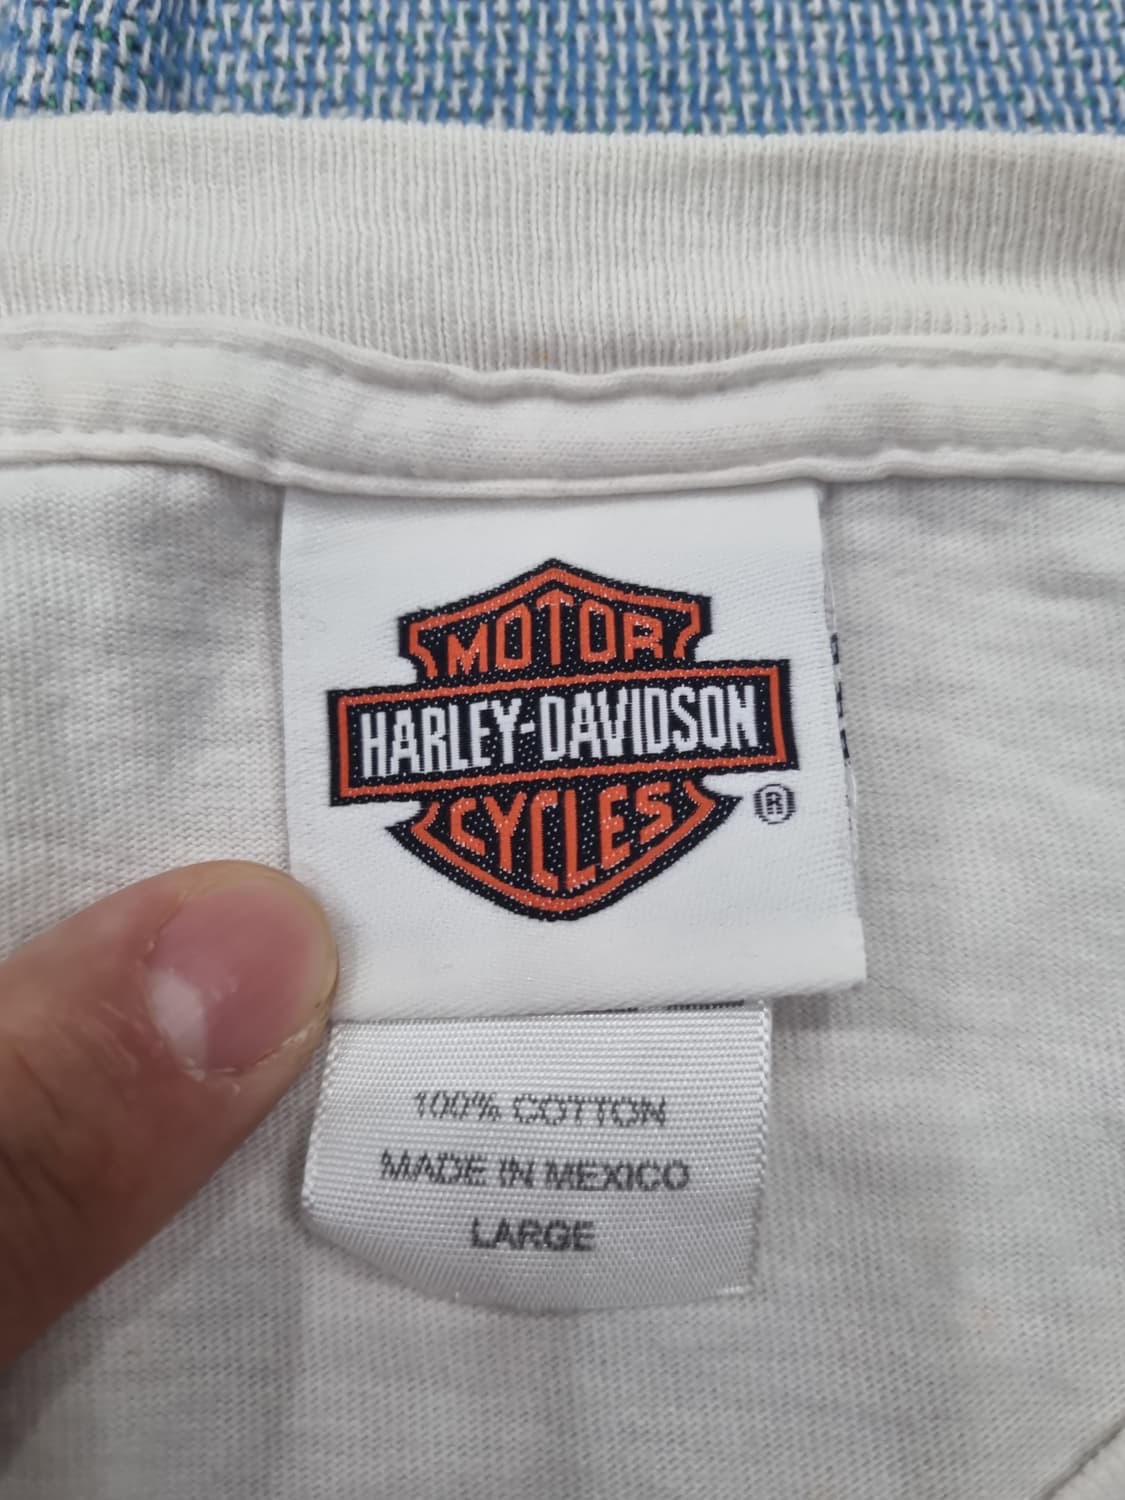 MOTOR
HARLEY-DAVIDSON
CYCLES
®
100% COTTON
MADE IN MEXICO
LARGE